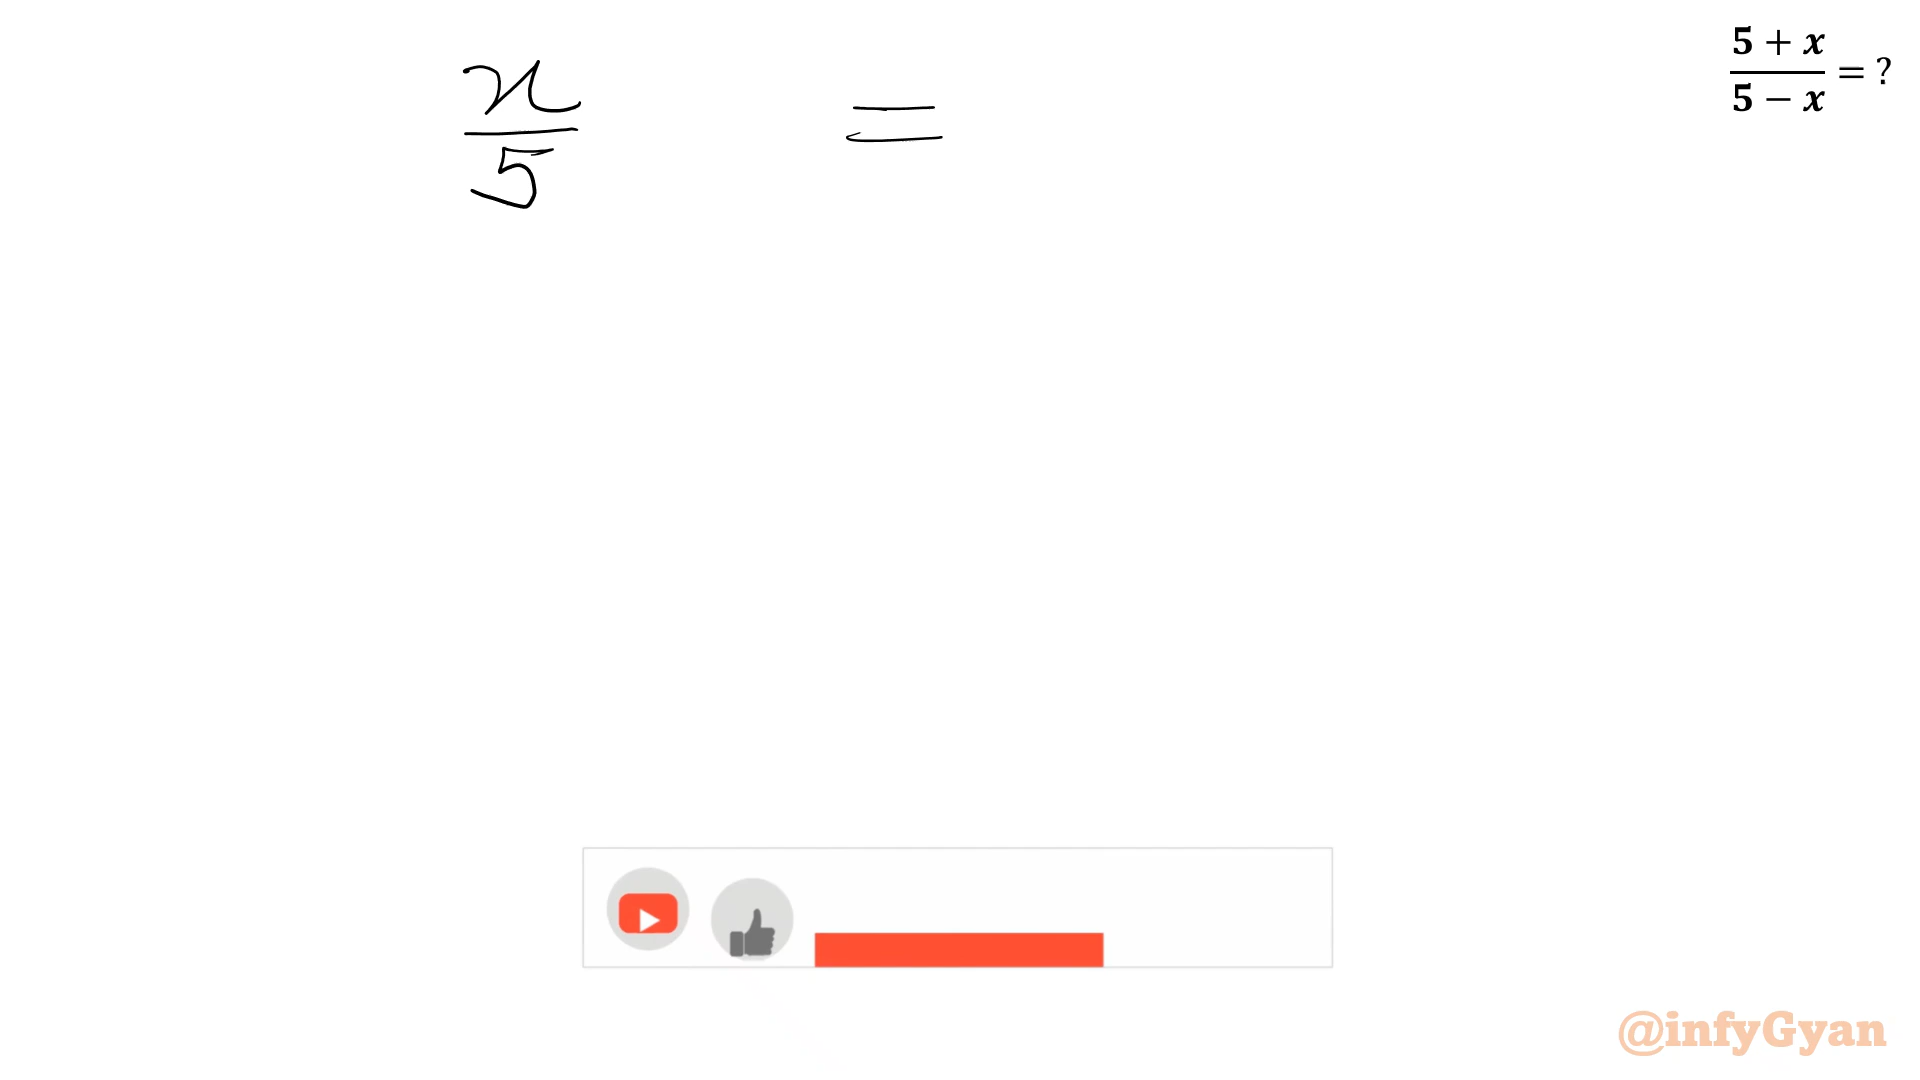 x/5 =
(5 + x)/(5 − x) = ?
@infyGyan